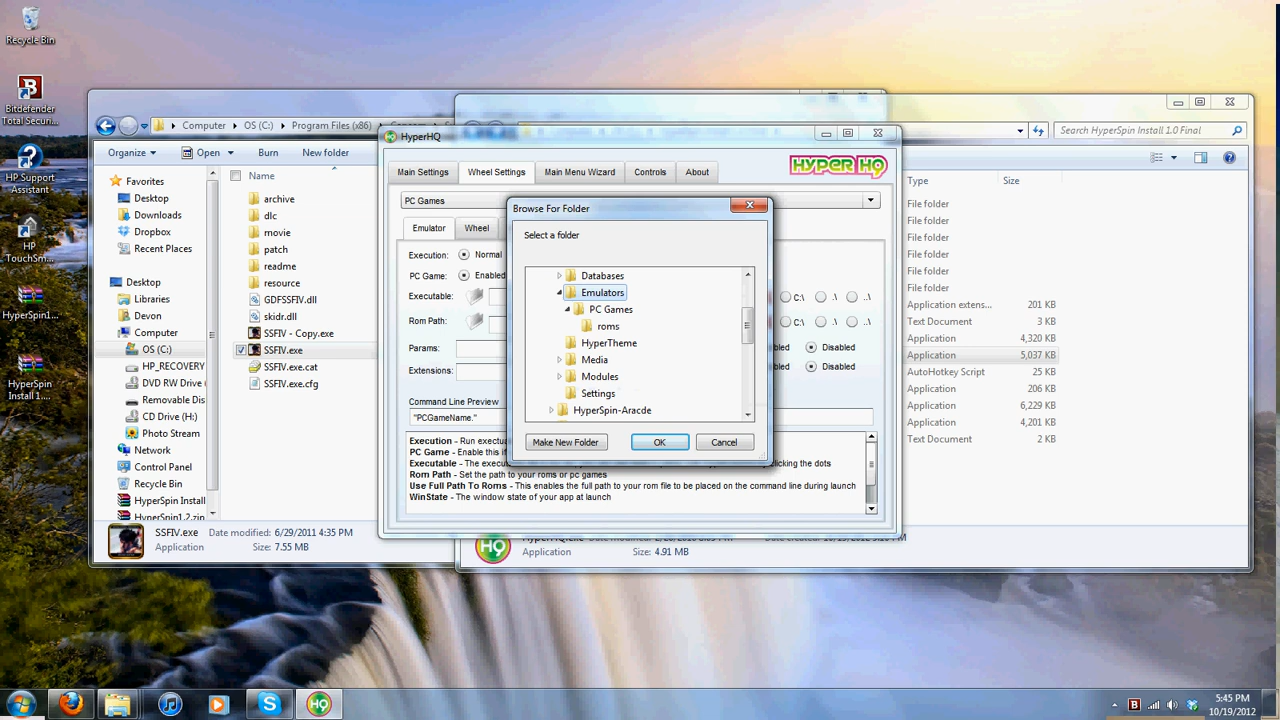 Recycle Bin
Bitdefender
Total Securi...
HP Support
Assistant
HP
TouchSm...
HyperSpin1...
HyperSpin
Install 1....
Computer
OS (C:)
Program Files (x86)
Organize
Open
Burn
New folder
Favorites
Desktop
Downloads
Dropbox
Recent Places
Desktop
Libraries
Devon
Computer
OS (C:)
HP_RECOVERY
DVD RW Drive
Removable Dis
CD Drive (H:)
Photo Stream
Network
Control Panel
Recycle Bin
HyperSpin Install
HyperSpin1.2.zip
Name
archive
dlc
movie
patch
readme
resource
GDFSSFIV.dll
skidr.dll
SSFIV - Copy.exe
SSFIV.exe
SSFIV.exe.cat
SSFIV.exe.cfg
SSFIV.exe Date modified: 6/29/2011 4:35 PM
Application Size: 7.55 MB
HyperHQ
Main Settings
Wheel Settings
Main Menu Wizard
Controls
About
HYPER HQ
PC Games
Emulator
Wheel
Execution:
Normal
PC Game:
Enabled
Executable:
C:\
.\
..\
Rom Path:
C:\
.\
..\
Params:
bled
Disabled
Extensions:
bled
Disabled
Command Line Preview
"PCGameName."
Execution - Run exectu
PC Game - Enable this if
Executable - The execu
clicking the dots
Rom Path - Set the path to your roms or pc games
Use Full Path To Roms - This enables the full path to your rom file to be placed on the command line during launch
WinState - The window state of your app at launch
Browse For Folder
Select a folder
Databases
Emulators
PC Games
roms
HyperTheme
Media
Modules
Settings
HyperSpin-Aracde
Make New Folder
OK
Cancel
Search HyperSpin Install 1.0 Final
Type
Size
File folder
File folder
File folder
File folder
File folder
File folder
Application extens...
201 KB
Text Document
3 KB
Application
4,320 KB
Application
5,037 KB
AutoHotkey Script
25 KB
Application
206 KB
Application
6,229 KB
Application
4,201 KB
Text Document
2 KB
HQ
Application
Size: 4.91 MB
5:45 PM
10/19/2012